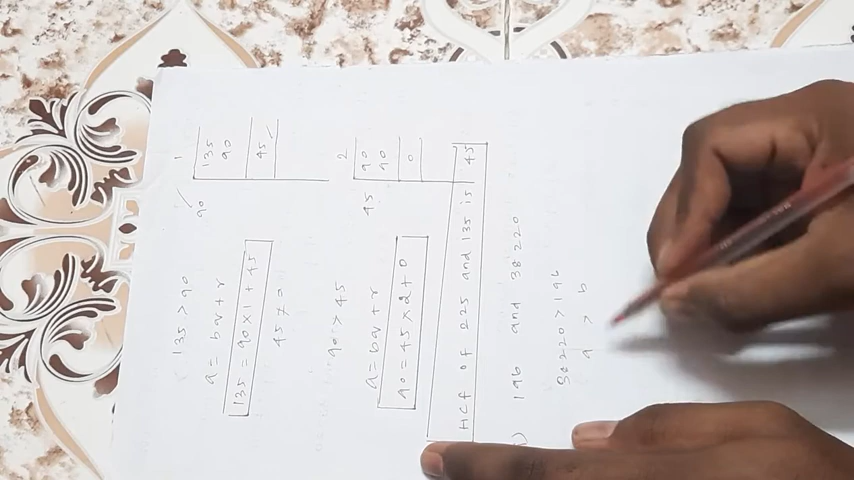 135 > 90
a = bq + r
135 = 90 x 1 + 45
45 ≠ 0
1
90
135
90
45
90 > 45
a = bq + r
90 = 45 x 2 + 0
2
45
90
90
0
HCF of 225 and 135 is 45
) 196 and 38220
38220 > 196
a > b